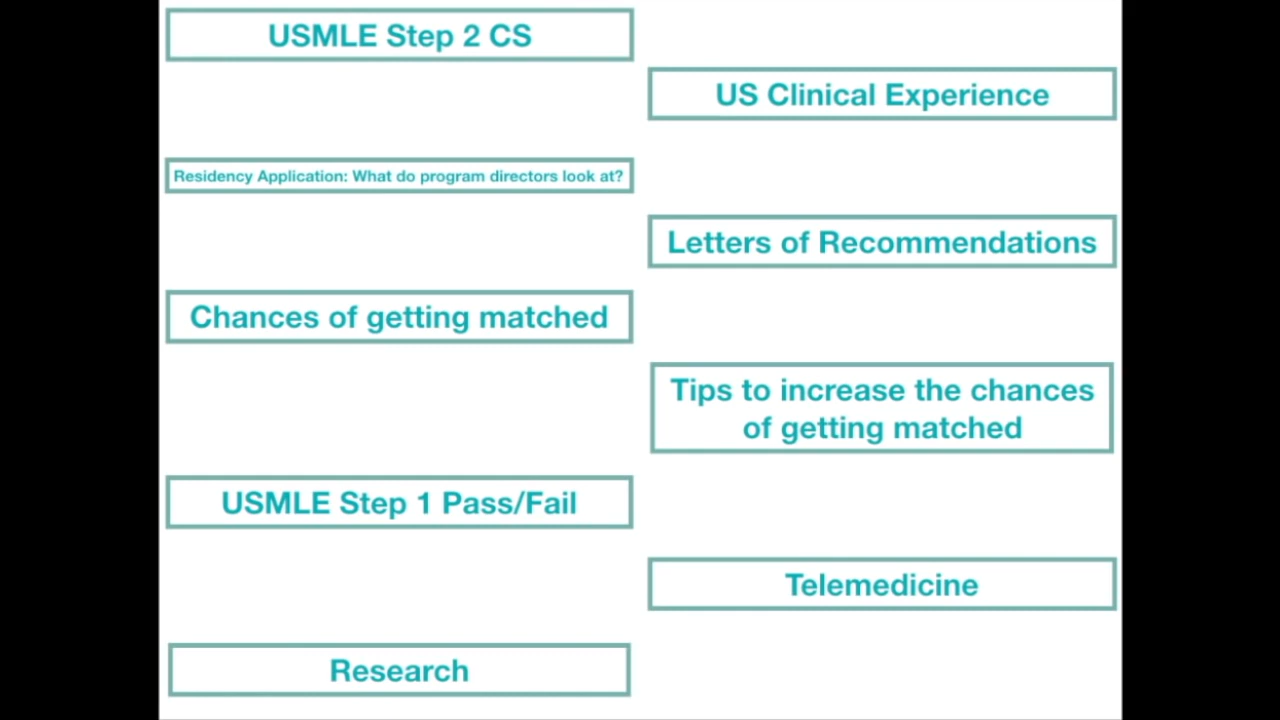 USMLE Step 2 CS
US Clinical Experience
Residency Application: What do program directors look at?
Letters of Recommendations
Chances of getting matched
Tips to increase the chances
of getting matched
USMLE Step 1 Pass/Fail
Telemedicine
Research